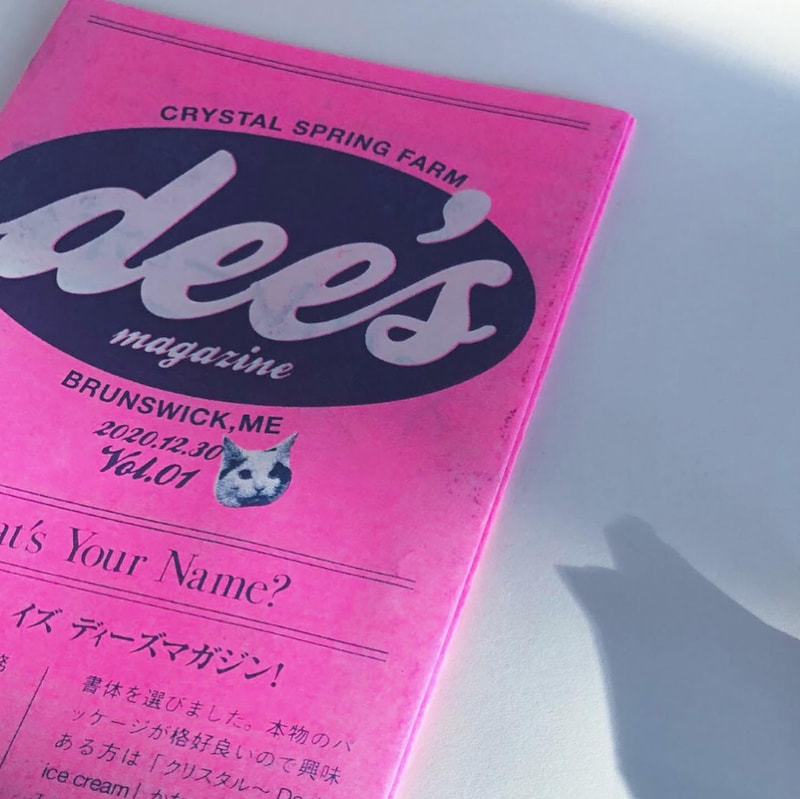 CRYSTAL SPRING FARM
dee's
magazine
BRUNSWICK,ME
2020.12.30
Vol.01
Your Name?
イズ ディーズマガジン!
書体を選びました。本物のパ
ッケージが格好良いので興味
ある方は「クリスタル〜
ice cream」